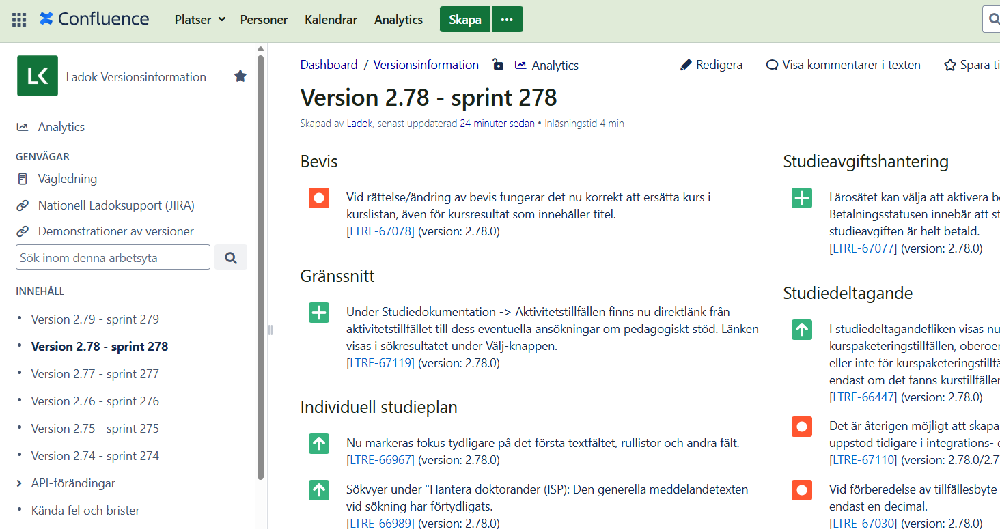 Confluence
Platser
Personer
Kalendrar
Analytics
Skapa
LK
Ladok Versionsinformation
Analytics
GENVÄGAR
Vägledning
Nationell Ladoksupport (JIRA)
Demonstrationer av versioner
Sök inom denna arbetsyta
INNEHÅLL
Version 2.79 - sprint 279
Version 2.78 - sprint 278
Version 2.77 - sprint 277
Version 2.76 - sprint 276
Version 2.75 - sprint 275
Version 2.74 - sprint 274
API-förändingar
Kända fel och brister
Dashboard / Versionsinformation Analytics
Redigera
Visa kommentarer i texten
Spara ti
Version 2.78 - sprint 278
Skapad av Ladok, senast uppdaterad 24 minuter sedan • Inläsningstid 4 min
Bevis
Vid rättelse/ändring av bevis fungerar det nu korrekt att ersätta kurs i
kurslistan, även för kursresultat som innehåller titel.
[LTRE-67078] (version: 2.78.0)
Gränssnitt
Under Studiedokumentation -> Aktivitetstillfällen finns nu direktlänk från
aktivitetstillfället till dess eventuella ansökningar om pedagogiskt stöd. Länken
visas i sökresultatet under Välj-knappen.
[LTRE-67119] (version: 2.78.0)
Individuell studieplan
Nu markeras fokus tydligare på det första textfältet, rullistor och andra fält.
[LTRE-66967] (version: 2.78.0)
Sökvyer under "Hantera doktorander (ISP): Den generella meddelandetexten
vid sökning har förtydligats.
[LTRE-66989] (version: 2.78.0)
Studieavgiftshantering
Lärosätet kan välja att aktivera be
Betalningsstatusen innebär att st
studieavgiften är helt betald.
[LTRE-67077] (version: 2.78.0)
Studiedeltagande
I studiedeltagandefliken visas nu
kurspaketeringstillfällen, oberoen
eller inte för kurspaketeringstillfä
endast om det fanns kurstillfällen
[LTRE-66447] (version: 2.78.0)
Det är återigen möjligt att skapa
uppstod tidigare i integrations- o
[LTRE-67110] (version: 2.78.0/2.7
Vid förberedelse av tillfällesbyte
endast en decimal.
[LTRE-67030] (version: 2.78.0)